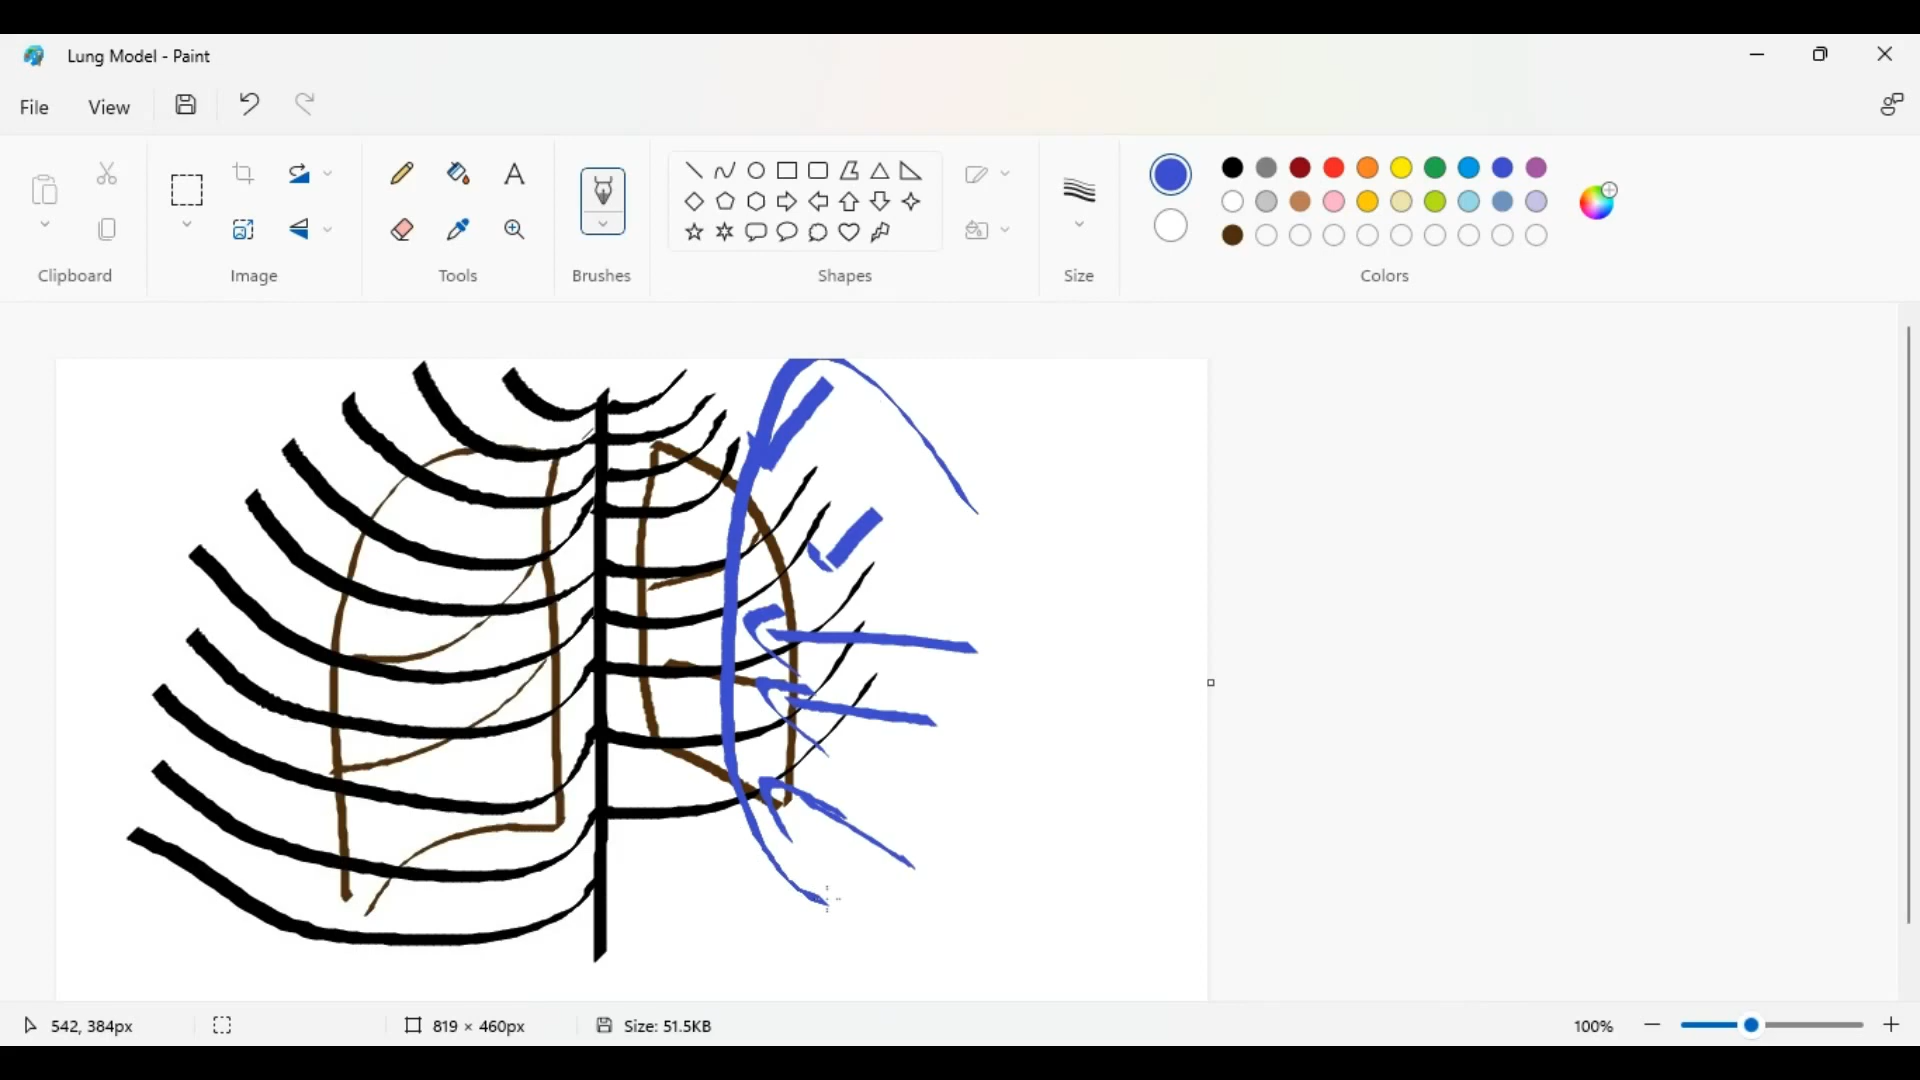 Lung Model - Paint
File View
A
Clipboard Image Tools Brushes Shapes Size Colors
542, 384px 819 × 460px Size: 51.5KB 100%